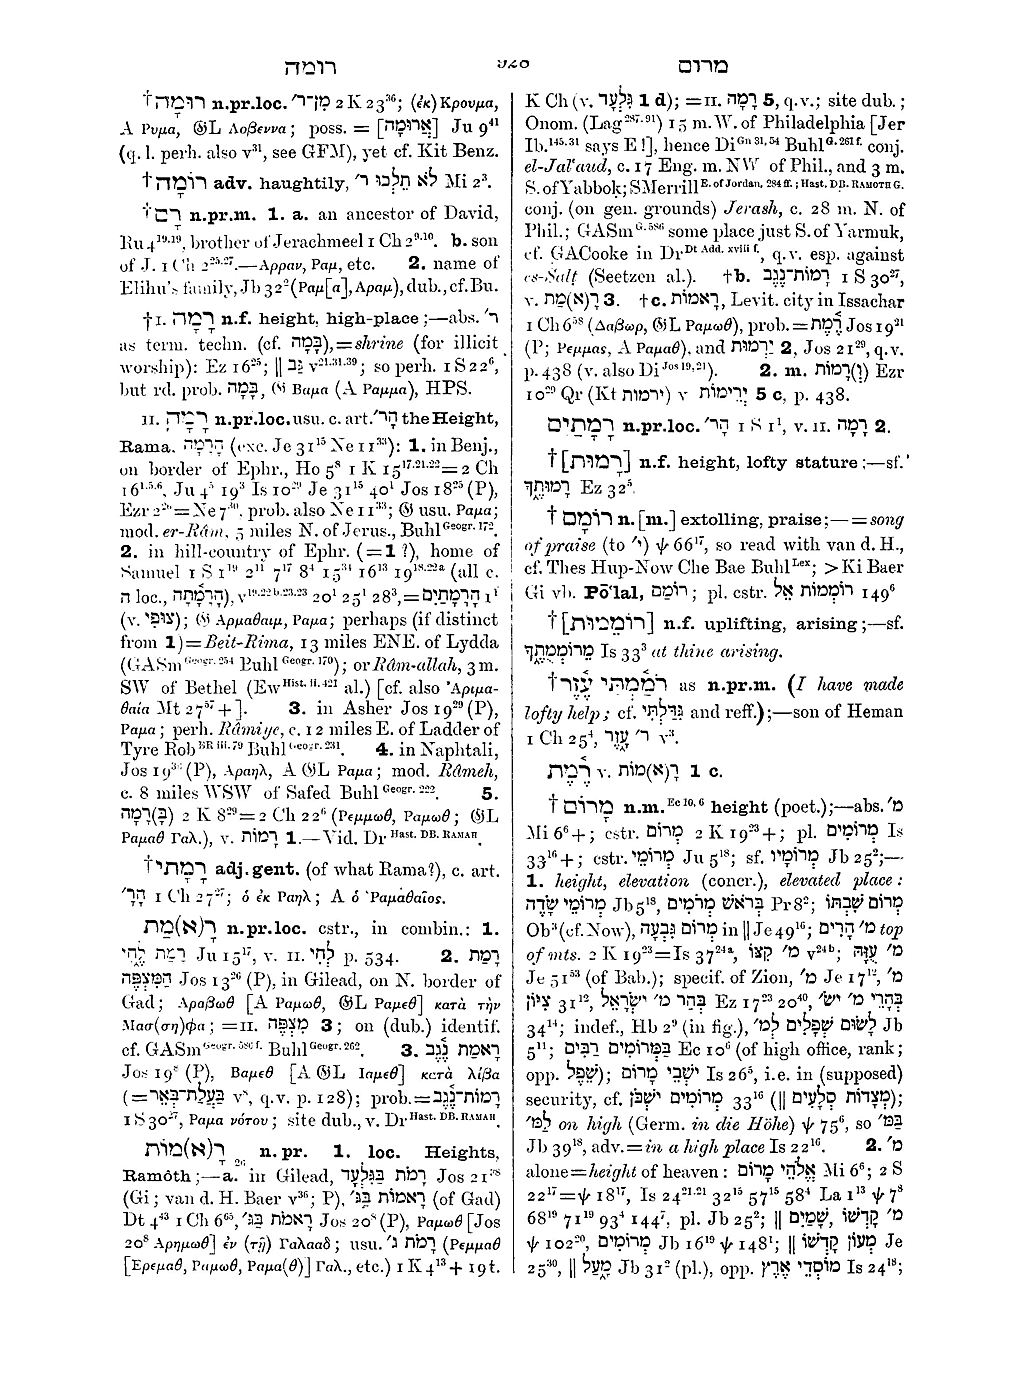 רומה 928 מרום
†רוּמָה n.pr.loc. מִן־ר׳ 2 K 23³⁶; (ἐκ) Κρουμα,
A Ρυμα, 𝔊L Λοβεννα; poss. = [אֲרוּמָה] Ju 9⁴¹
(q. l. perh. also v³¹, see GFM), yet cf. Kit Benz.
†רוֹמָה adv. haughtily, לֹא תֵלְכוּ ר׳ Mi 2³.
†רָם n.pr.m. 1. a. an ancestor of David,
Ru 4¹⁹·¹⁹, brother of Jerachmeel 1 Ch 2⁹·¹⁰. b. son
of J. 1 Ch 2²⁵·²⁷.—Αρραν, Ραμ, etc. 2. name of
Elihu's family, Jb 32² (Ραμ[α], Αραμ), dub., cf. Bu.
†I. רָמָה n.f. height, high-place;—abs. ר׳
as term. techn. (cf. בָּמָה), = shrine (for illicit
worship): Ez 16²⁵; ‖ גַּב v²¹·³¹·³⁹; so perh. 1 S 22⁶,
but rd. prob. בָּמָה, 𝔊 Βαμα (A Ραμμα), HPS.
II. רָמָה n.pr.loc. usu. c. art. הָר׳ the Height,
Rama, הָרָמָה (exc. Je 31¹⁵ Ne 11³³): 1. in Benj.,
on border of Ephr., Ho 5⁸ 1 K 15¹⁷·²¹·²² = 2 Ch
16¹·⁵·⁶, Ju 4⁵ 19³ Is 10²⁹ Je 31¹⁵ 40¹ Jos 18²⁵ (P),
Ezr 2²⁶ = Ne 7³⁰, prob. also Ne 11³³; 𝔊 usu. Ραμα;
mod. er-Râm, 5 miles N. of Jerus., Buhl Geogr. 172.
2. in hill-country of Ephr. (= 1 ?), home of
Samuel 1 S 1¹⁹ 2¹¹ 7¹⁷ 8⁴ 15³⁴ 16¹³ 19¹⁸·²²ᵃ (all c.
ה loc., הָרָמָתָה), v¹⁹·²²ᵇ·²³·²³ 20¹ 25¹ 28³, = הָרָמָתַיִם 1¹
(v. צוּפִי); 𝔊 Αρμαθαιμ, Ραμα; perhaps (if distinct
from 1) = Beit-Rima, 13 miles ENE. of Lydda
(GASm Geogr. 254 Buhl Geogr. 170); or Râm-allah, 3 m.
SW of Bethel (Ew Hist. ii. 421 al.) [cf. also Ἀριμα-
θαία Mt 27⁵⁷ +]. 3. in Asher Jos 19²⁹ (P),
Ραμα; perh. Râmiye, c. 12 miles E. of Ladder of
Tyre Rob BR iii. 79 Buhl Geogr. 231. 4. in Naphtali,
Jos 19³⁶ (P), Αραηλ, A 𝔊L Ραμα; mod. Râmeh,
c. 8 miles WSW of Safed Buhl Geogr. 222. 5.
(בָּ)רָמָה 2 K 8²⁹ = 2 Ch 22⁶ (Ρεμμωθ, Ραμωθ; 𝔊L
Ραμαθ Γαλ.), v. רָמוֹת 1.—Vid. Dr Hast. DB. RAMAH.
†רָמָתִי adj.gent. (of what Rama?), c. art.
הָר׳ 1 Ch 27²⁷; ὁ ἐκ Ραηλ; A ὁ Ῥαμαθαῖος.
רָ(א)מַת n.pr.loc. cstr., in combin.: 1.
רָמַת לֶחִי Ju 15¹⁷, v. II. לְחִי p. 534. 2. רָמַת
הַמִּצְפֶּה Jos 13²⁶ (P), in Gilead, on N. border of
Gad; Αραβωθ [A Ραμωθ, 𝔊L Ραμεθ] κατὰ τὴν
Μασ(ση)φα; = II. מִצְפֶּה 3; on (dub.) identif.
cf. GASm Geogr. 586 f. Buhl Geogr. 262. 3. רָאמַת נֶגֶב
Jos 19⁸ (P), Βαμεθ [A 𝔊L Ιαμεθ] κατὰ λίβα
(= בַּעֲלַת־בְּאֵר v⁸, q.v. p. 128); prob. = רָמוֹת־נֶגֶב
1 S 30²⁷, Ραμα νότου; site dub., v. Dr Hast. DB. RAMAH.
רָ(א)מוֹת n. pr. 1. loc. Heights,
Ramôth;—a. in Gilead, רָמֹת בַּגִּלְעָד Jos 21³⁸
(Gi; van d. H. Baer v³⁶; P), רָאמוֹת בַּגּ׳ (of Gad)
Dt 4⁴³ 1 Ch 6⁶⁵, רָאמֹת בַּגּ׳ Jos 20⁸ (P), Ραμωθ [Jos
20⁸ Αρημωθ] ἐν (τῇ) Γαλααδ; usu. רָמֹת ג׳ (Ρεμμαθ
[Ερεμαθ, Ραμωθ, Ραμα(θ)] Γαλ., etc.) 1 K 4¹³ + 19 t.
K Ch (v. גִּלְעָד 1 d); = II. רָמָה 5, q.v.; site dub.;
Onom. (Lag 287. 91) 15 m. W. of Philadelphia [Jer
Ib. 145. 31 says E!], hence Di Gn 31, 54 Buhl G. 261 f. conj.
el-Jalʿaud, c. 17 Eng. m. NW of Phil., and 3 m.
S. of Yabbok; SMerrill E. of Jordan, 284 ff.; Hast. DB. RAMOTH G.
conj. (on gen. grounds) Jerash, c. 28 m. N. of
Phil.; GASm G. 586 some place just S. of Yarmuk,
cf. GACooke in Dr Dt Add. xviii f., q.v. esp. against
es-Salṭ (Seetzen al.). †b. רָמוֹת־נֶגֶב 1 S 30²⁷,
v. רָ(א)מַת 3. †c. רָאמוֹת, Levit. city in Issachar
1 Ch 6⁵⁸ (Δαβωρ, 𝔊L Ραμωθ), prob. = רֶמֶת Jos 19²¹
(P; Ρεμμας, A Ραμαθ), and יַרְמוּת 2, Jos 21²⁹, q.v.
p. 438 (v. also Di Jos 19, 21). 2. m. (וְ)רָמוֹת Ezr
10²⁹ Qr (Kt ירמות) v יְרֵימוֹת 5 c, p. 438.
רָמָתַיִם n.pr.loc. הָר׳ 1 S 1¹, v. II. רָמָה 2.
†[רָמוּת] n.f. height, lofty stature;—sf.
רָמוּתֶךָ Ez 32⁵.
†רוֹמָם n.[m.] extolling, praise;— = song
of praise (to י׳) ψ 66¹⁷, so read with van d. H.,
cf. Thes Hup-Now Che Bae Buhl Lex; > Ki Baer
Gi vb. Pōʹlal, רוֹמַם; pl. cstr. רוֹמְמוֹת אֵל 149⁶
†[רוֹמֵמוּת] n.f. uplifting, arising;—sf.
מֵרוֹמְמֻתֶךָ Is 33³ at thine arising.
†רֹמַמְתִּי עֶזֶר as n.pr.m. (I have made
lofty help; cf. גִּדַּלְתִּי and reff.);—son of Heman
1 Ch 25⁴, ר׳ עָזֶר v³.
רֶמֶת v. רָ(א)מוֹת 1 c.
†מָרוֹם n.m. Ec 10, 6 height (poet.);—abs. מ׳
Mi 6⁶ +; cstr. מְרוֹם 2 K 19²³ +; pl. מְרוֹמִים Is
33¹⁶ +; cstr. מְרוֹמֵי Ju 5¹⁸; sf. מְרוֹמָיו Jb 25²;—
1. height, elevation (concr.), elevated place:
מְרוֹמֵי שָׂדֶה Jb 5¹⁸, בְּרֹאשׁ מְרֹמִים Pr 8²; מְרוֹם שִׁבְתּוֹ
Ob³ (cf. Now), מְרוֹם גִּבְעָה in ‖ Je 49¹⁶; מ׳ הָרִים top
of mts. 2 K 19²³ = Is 37²⁴ᵃ, מ׳ קִצּוֹ v²⁴ᵇ, מ׳ עֻזָּהּ
Je 51⁵³ (of Bab.); specif. of Zion, מ׳ Je 17¹², מ׳
צִיּוֹן 31¹², בְּהַר מ׳ יִשְׂרָאֵל Ez 17²³ 20⁴⁰, בְּהָרֵי מ׳ יִשׂ׳
34¹⁴; indef., Hb 2⁹ (in fig.), לָשׂוּם שְׁפָלִים לְמ׳ Jb
5¹¹; בַּמְּרוֹמִים רַבִּים Ec 10⁶ (of high office, rank;
opp. שֵׁפֶל); יֹשְׁבֵי מָרוֹם Is 26⁵, i.e. in (supposed)
security, cf. מְרוֹמִים יִשְׁכֹּן 33¹⁶ (‖ מְצָדוֹת סְלָעִים);
לַמּ׳ on high (Germ. in die Höhe) ψ 75⁶, so בַּמּ׳
Jb 39¹⁸, adv. = in a high place Is 22¹⁶. 2. מ׳
alone = height of heaven: אֱלֹהֵי מָרוֹם Mi 6⁶; 2 S
22¹⁷ = ψ 18¹⁷, Is 24²¹·²¹ 32¹⁵ 57¹⁵ 58⁴ La 1¹³ ψ 7⁸
68¹⁹ 71¹⁹ 93⁴ 144⁷, pl. Jb 25²; ‖ שָׁמַיִם, מ׳ קָדְשׁוֹ
ψ 102²⁰, מְרוֹמִים Jb 16¹⁹ ψ 148¹; ‖ מְעוֹן קָדְשׁוֹ Je
25³⁰, ‖ מִמַּעַל Jb 31² (pl.), opp. מוֹסְדֵי אֶרֶץ Is 24¹⁸;